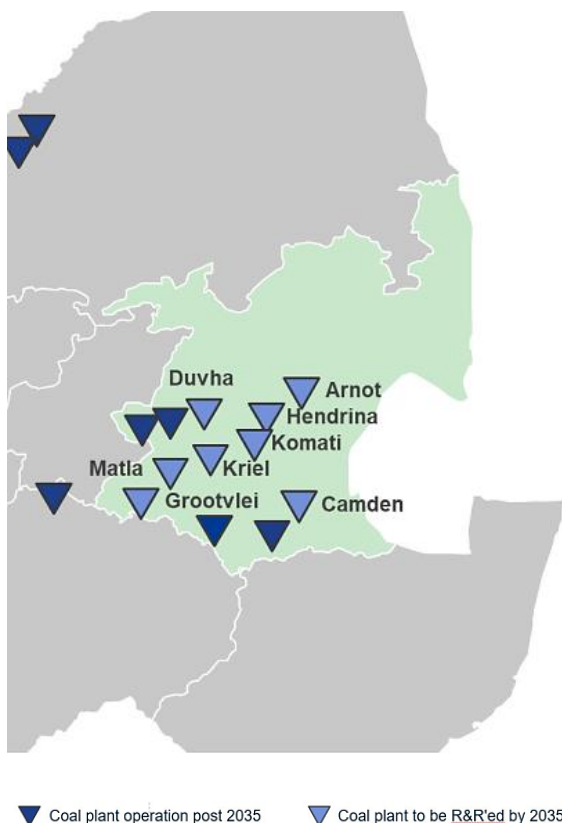 Duvha
Arnot
Hendrina
Komati
Matla
Kriel
Grootvlei
Camden
Coal plant operation post 2035
Coal plant to be R&R'ed by 2035